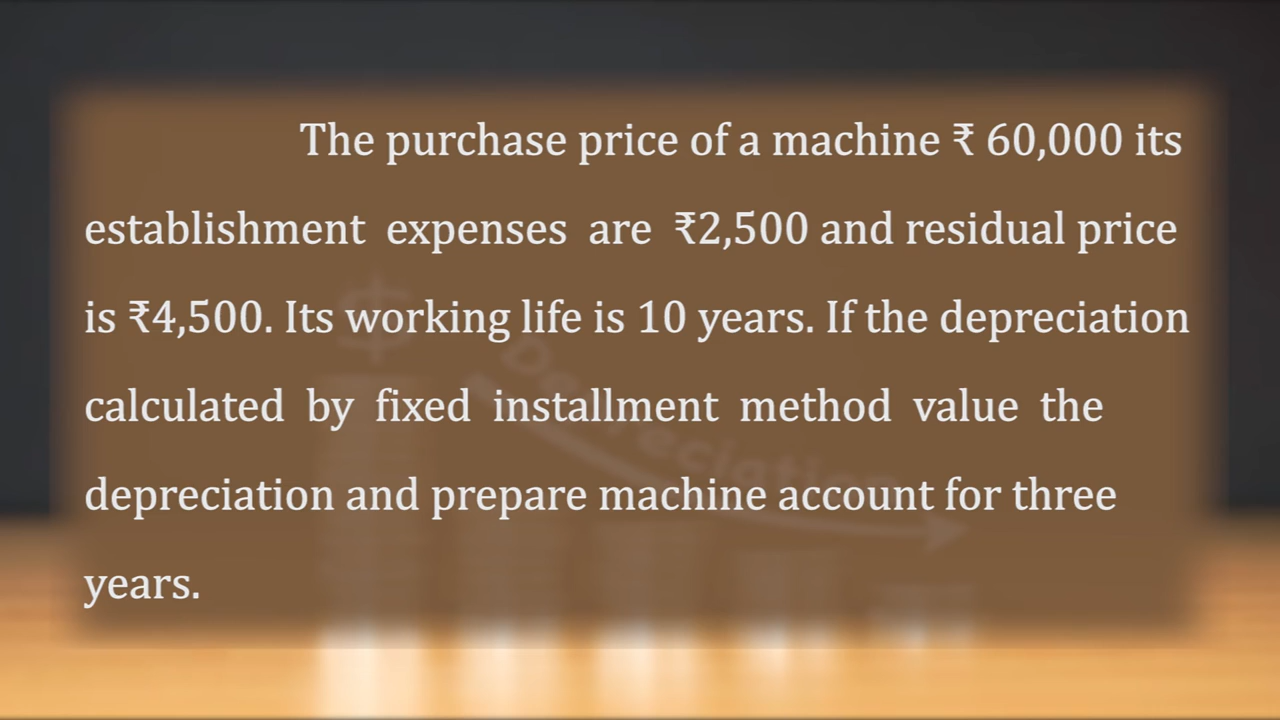 The purchase price of a machine ₹ 60,000 its
establishment expenses are ₹2,500 and residual price
is ₹4,500. Its working life is 10 years. If the depreciation
calculated by fixed installment method value the
depreciation and prepare machine account for three
years.
$
Depreciation